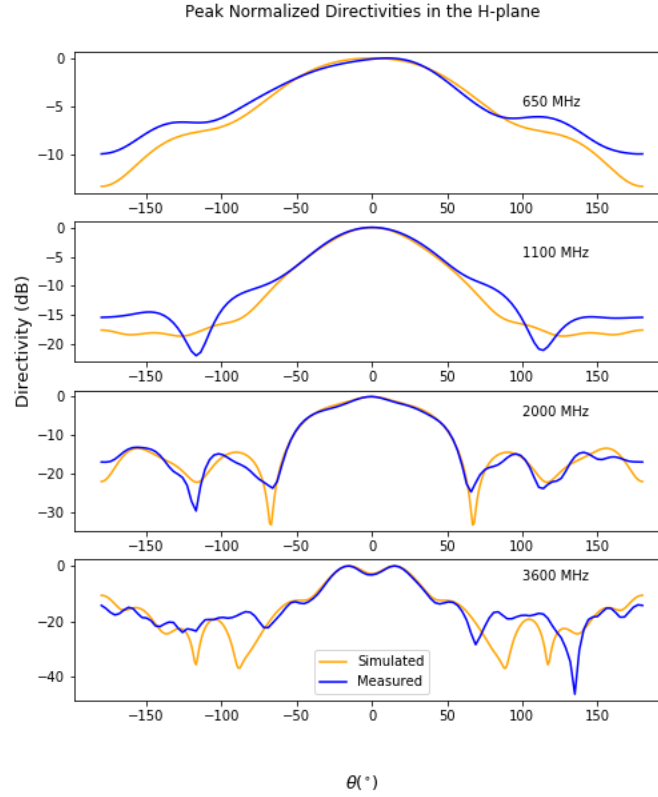 Peak Normalized Directivities in the H-plane
0
−5
−10
650 MHz
−150 −100 −50 0 50 100 150
0
−5
−10
−15
−20
1100 MHz
−150 −100 −50 0 50 100 150
Directivity (dB)
0
−10
−20
−30
2000 MHz
−150 −100 −50 0 50 100 150
0
−20
−40
3600 MHz
Simulated
Measured
−150 −100 −50 0 50 100 150
θ(°)